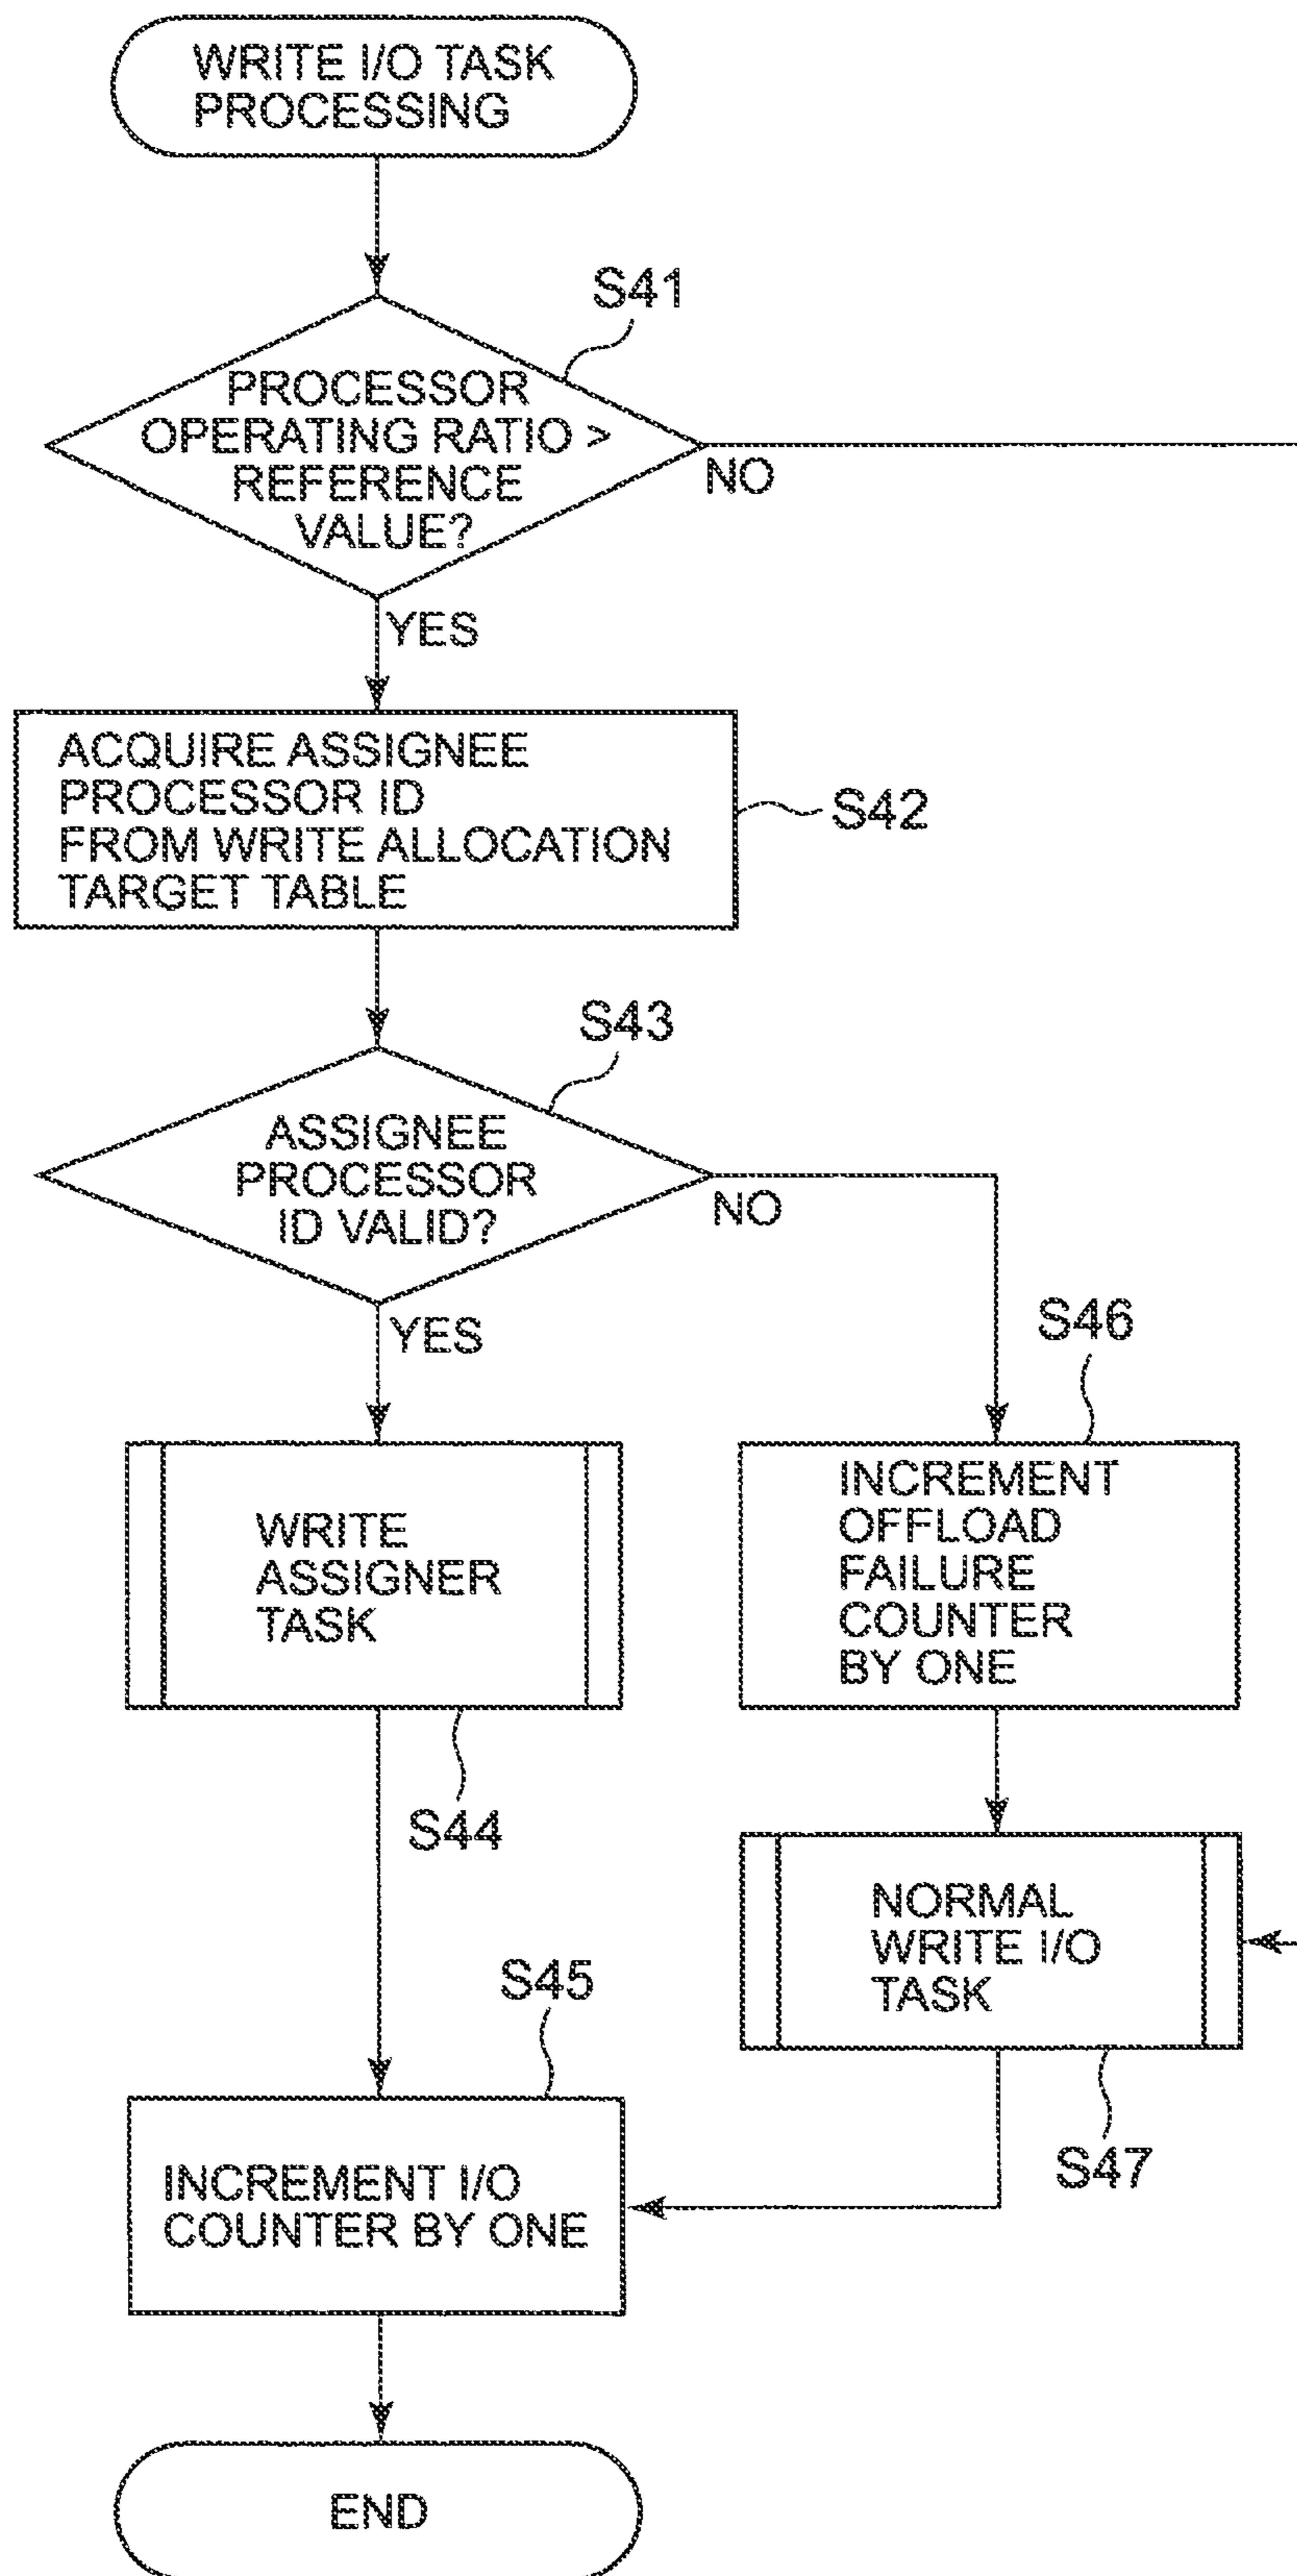 WRITE I/O TASK
PROCESSING
S41
PROCESSOR
OPERATING RATIO >
REFERENCE
VALUE?
NO
YES
ACQUIRE ASSIGNEE
PROCESSOR ID
FROM WRITE ALLOCATION
TARGET TABLE
S42
S43
ASSIGNEE
PROCESSOR
ID VALID?
NO
YES
S46
WRITE
ASSIGNER
TASK
S44
INCREMENT
OFFLOAD
FAILURE
COUNTER
BY ONE
NORMAL
WRITE I/O
TASK
S47
S45
INCREMENT I/O
COUNTER BY ONE
END